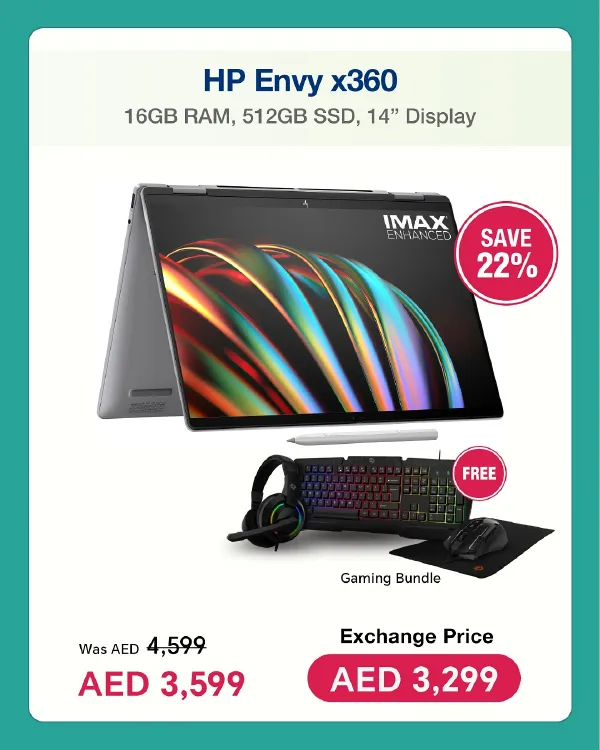 HP Envy x360
16GB RAM, 512GB SSD, 14” Display
IMAX
ENHANCED
SAVE
22%
FREE
Gaming Bundle
Was AED 4,599
AED 3,599
Exchange Price
AED 3,299